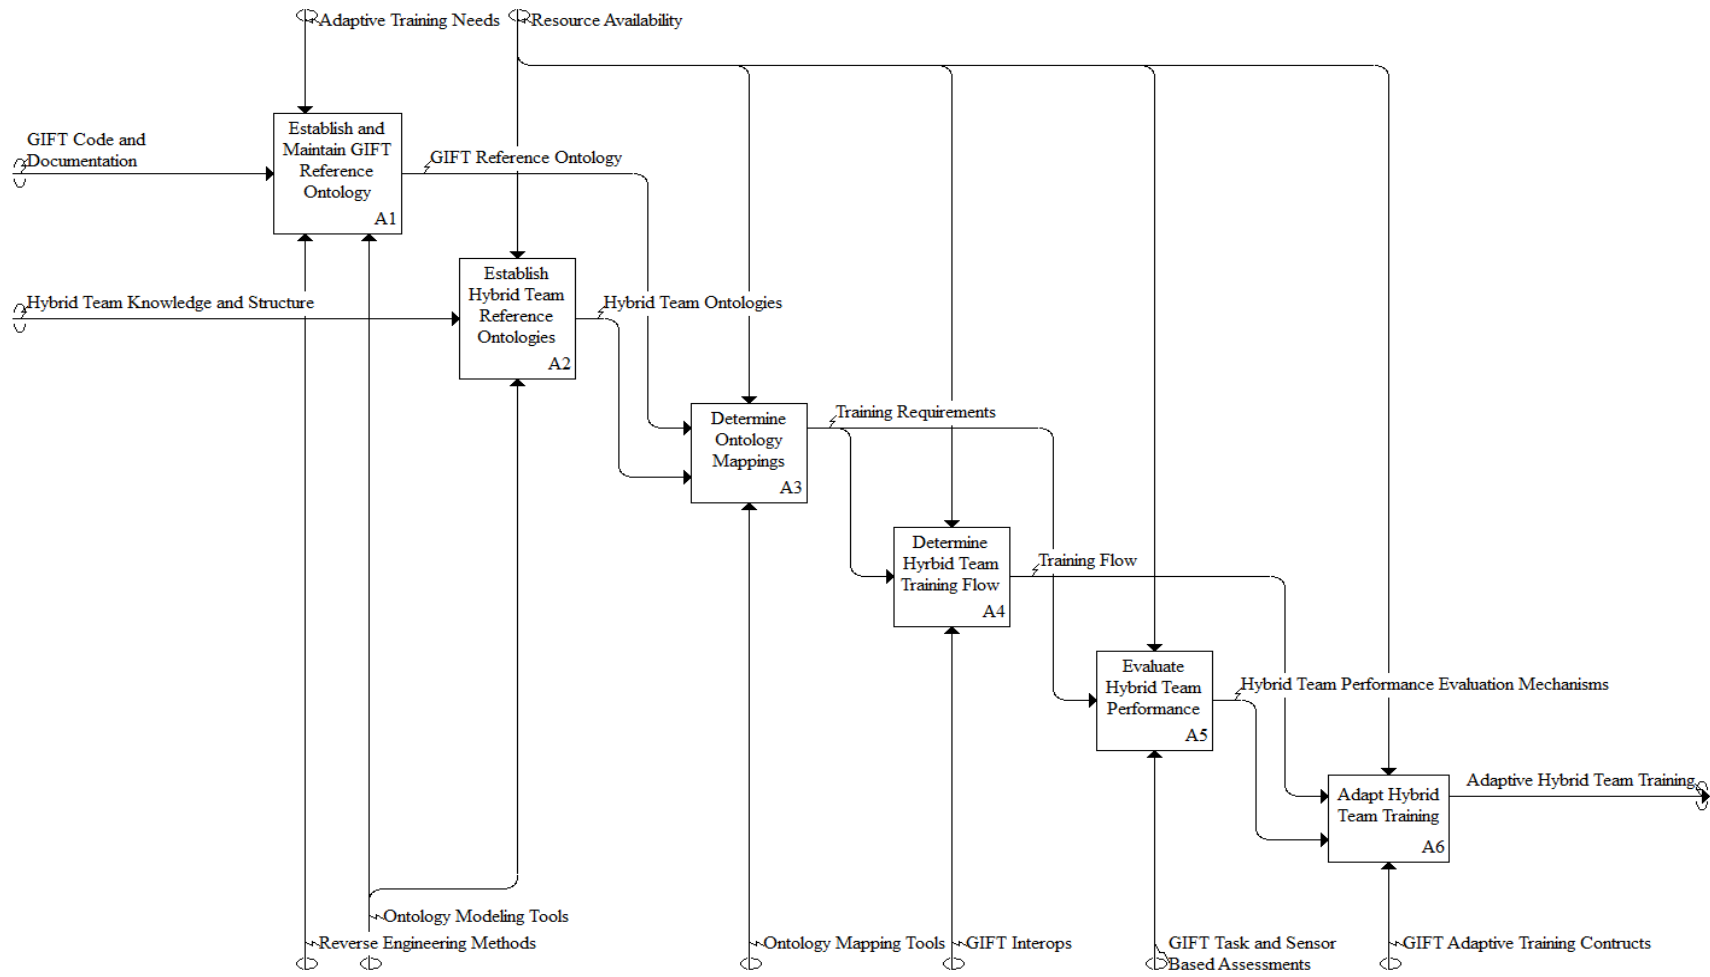 Adaptive Training Needs
Resource Availability
GIFT Code and
Documentation
Establish and
Maintain GIFT
Reference
Ontology
A1
GIFT Reference Ontology
Hybrid Team Knowledge and Structure
Establish
Hybrid Team
Reference
Ontologies
A2
Hybrid Team Ontologies
Determine
Ontology
Mappings
A3
Training Requirements
Determine
Hyrbid Team
Training Flow
A4
Training Flow
Evaluate
Hybrid Team
Performance
A5
Hybrid Team Performance Evaluation Mechanisms
Adapt Hybrid
Team Training
A6
Adaptive Hybrid Team Training
Ontology Modeling Tools
Reverse Engineering Methods
Ontology Mapping Tools
GIFT Interops
GIFT Task and Sensor
Based Assessments
GIFT Adaptive Training Contructs